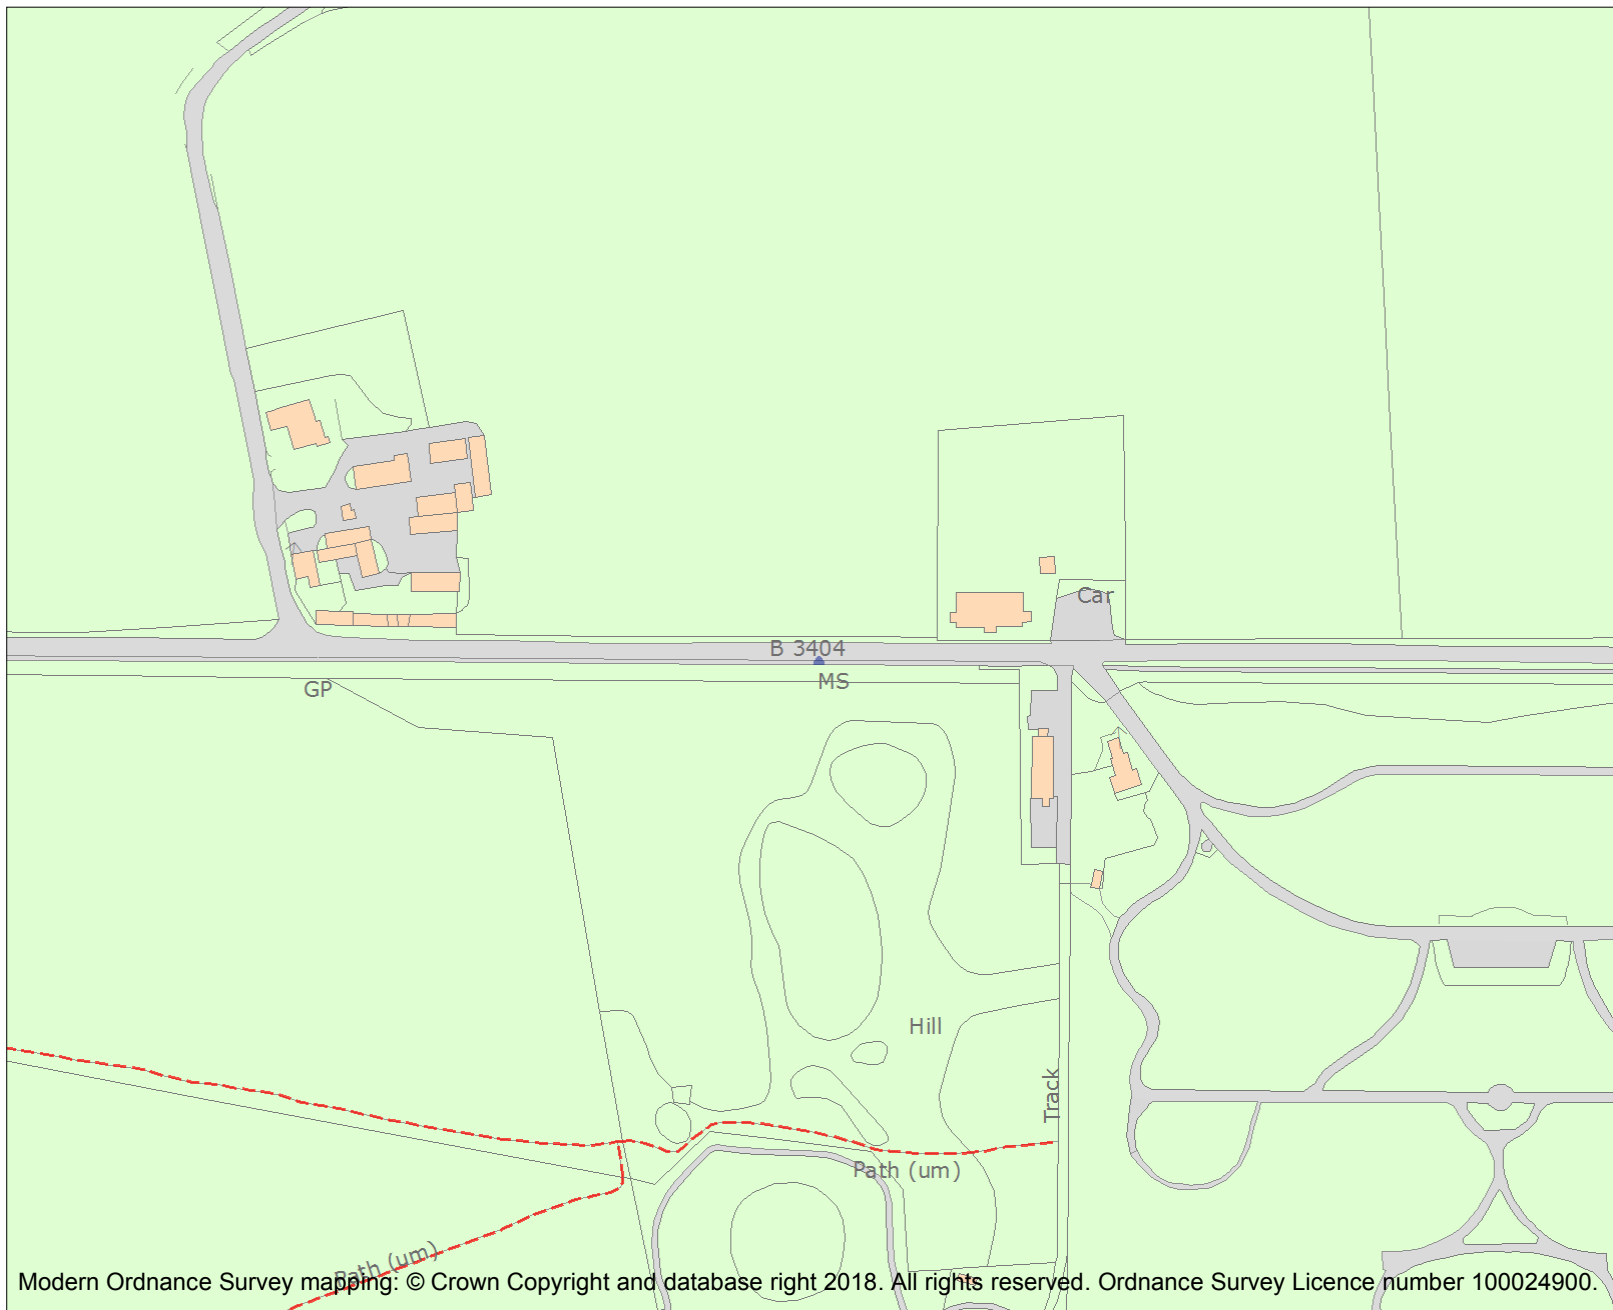 Car
B 3404
MS
GP
Hill
Track
Path (um)
Path (um)
Modern Ordnance Survey mapping: © Crown Copyright and database right 2018. All rights reserved. Ordnance Survey Licence number 100024900.